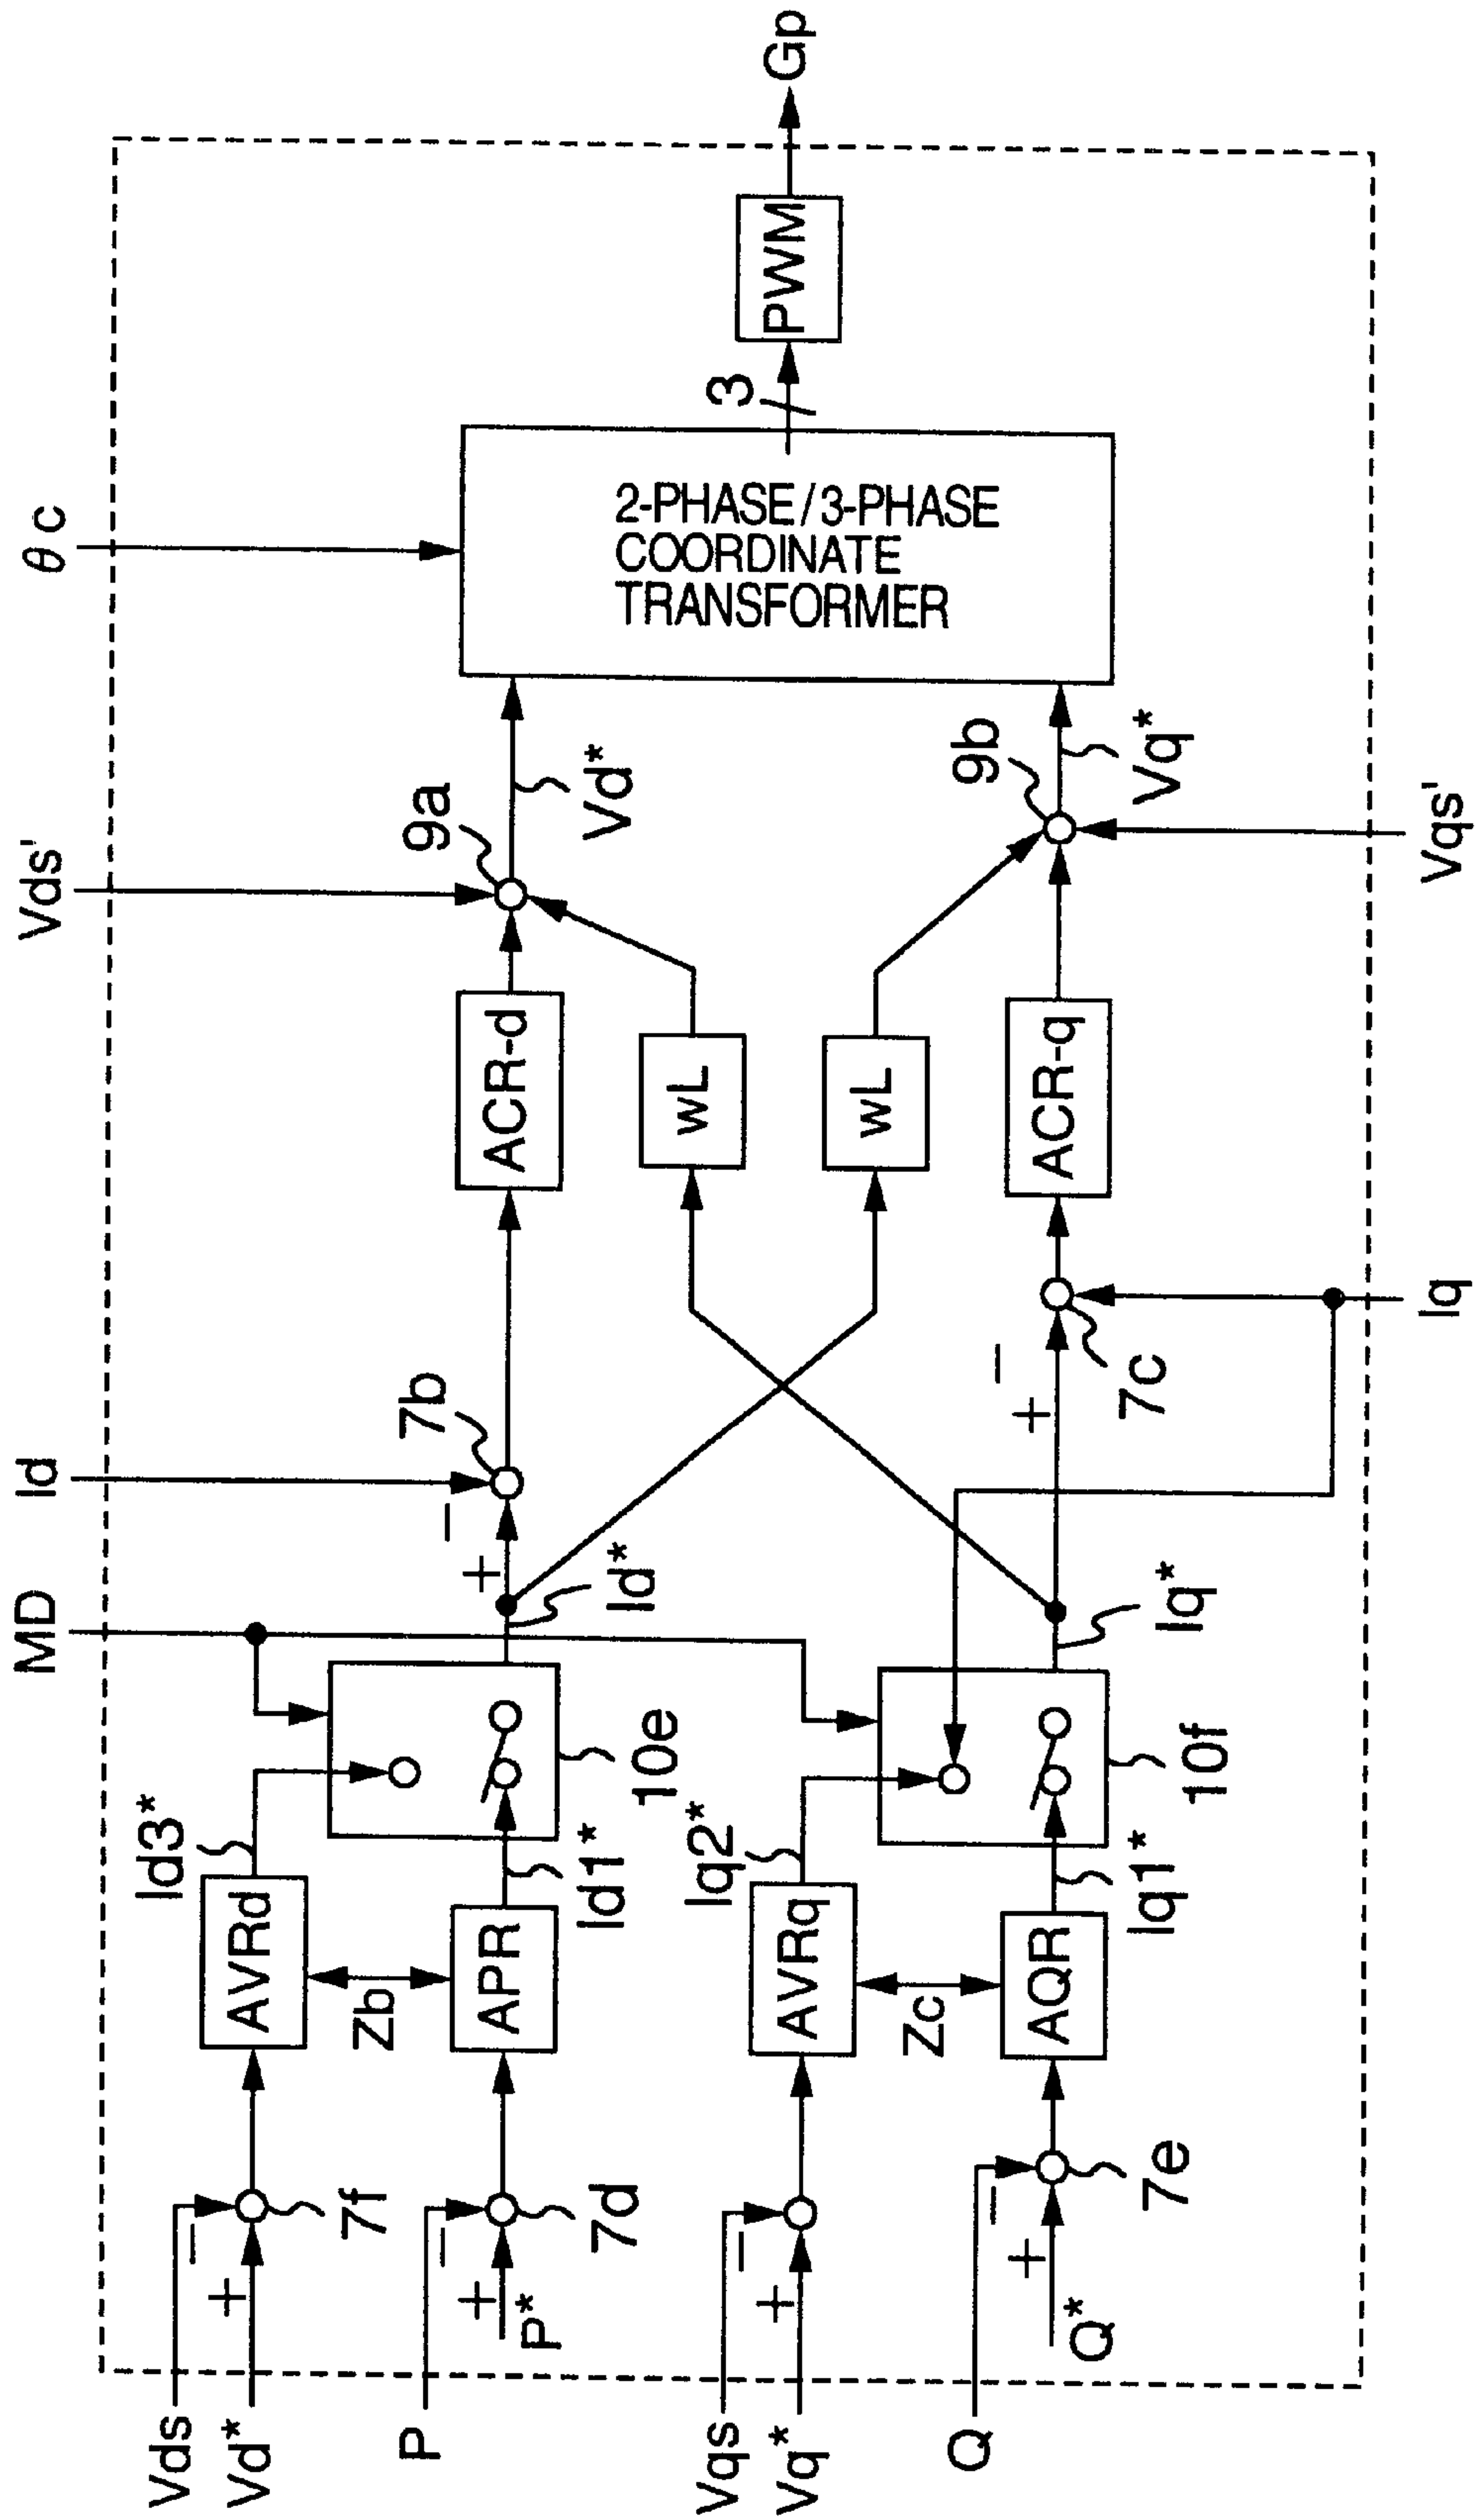 MD
Id
Vds'
θc
Vds
Vd*
7f
AVRd
Id3*
Zb
P
P*
7d
APR
Id1*
10e
Id*
7b
ACR-d
9a
Vd*
wL
wL
2-PHASE/3-PHASE
COORDINATE
TRANSFORMER
3
PWM
Gp
Vqs
Vq*
AVRq
Iq2*
Zc
Q
Q*
7e
AQR
Iq1*
10f
Iq*
7c
ACR-q
9b
Vq*
Iq
Vqs'
+
−
+
−
+
−
+
−
+
−
+
−